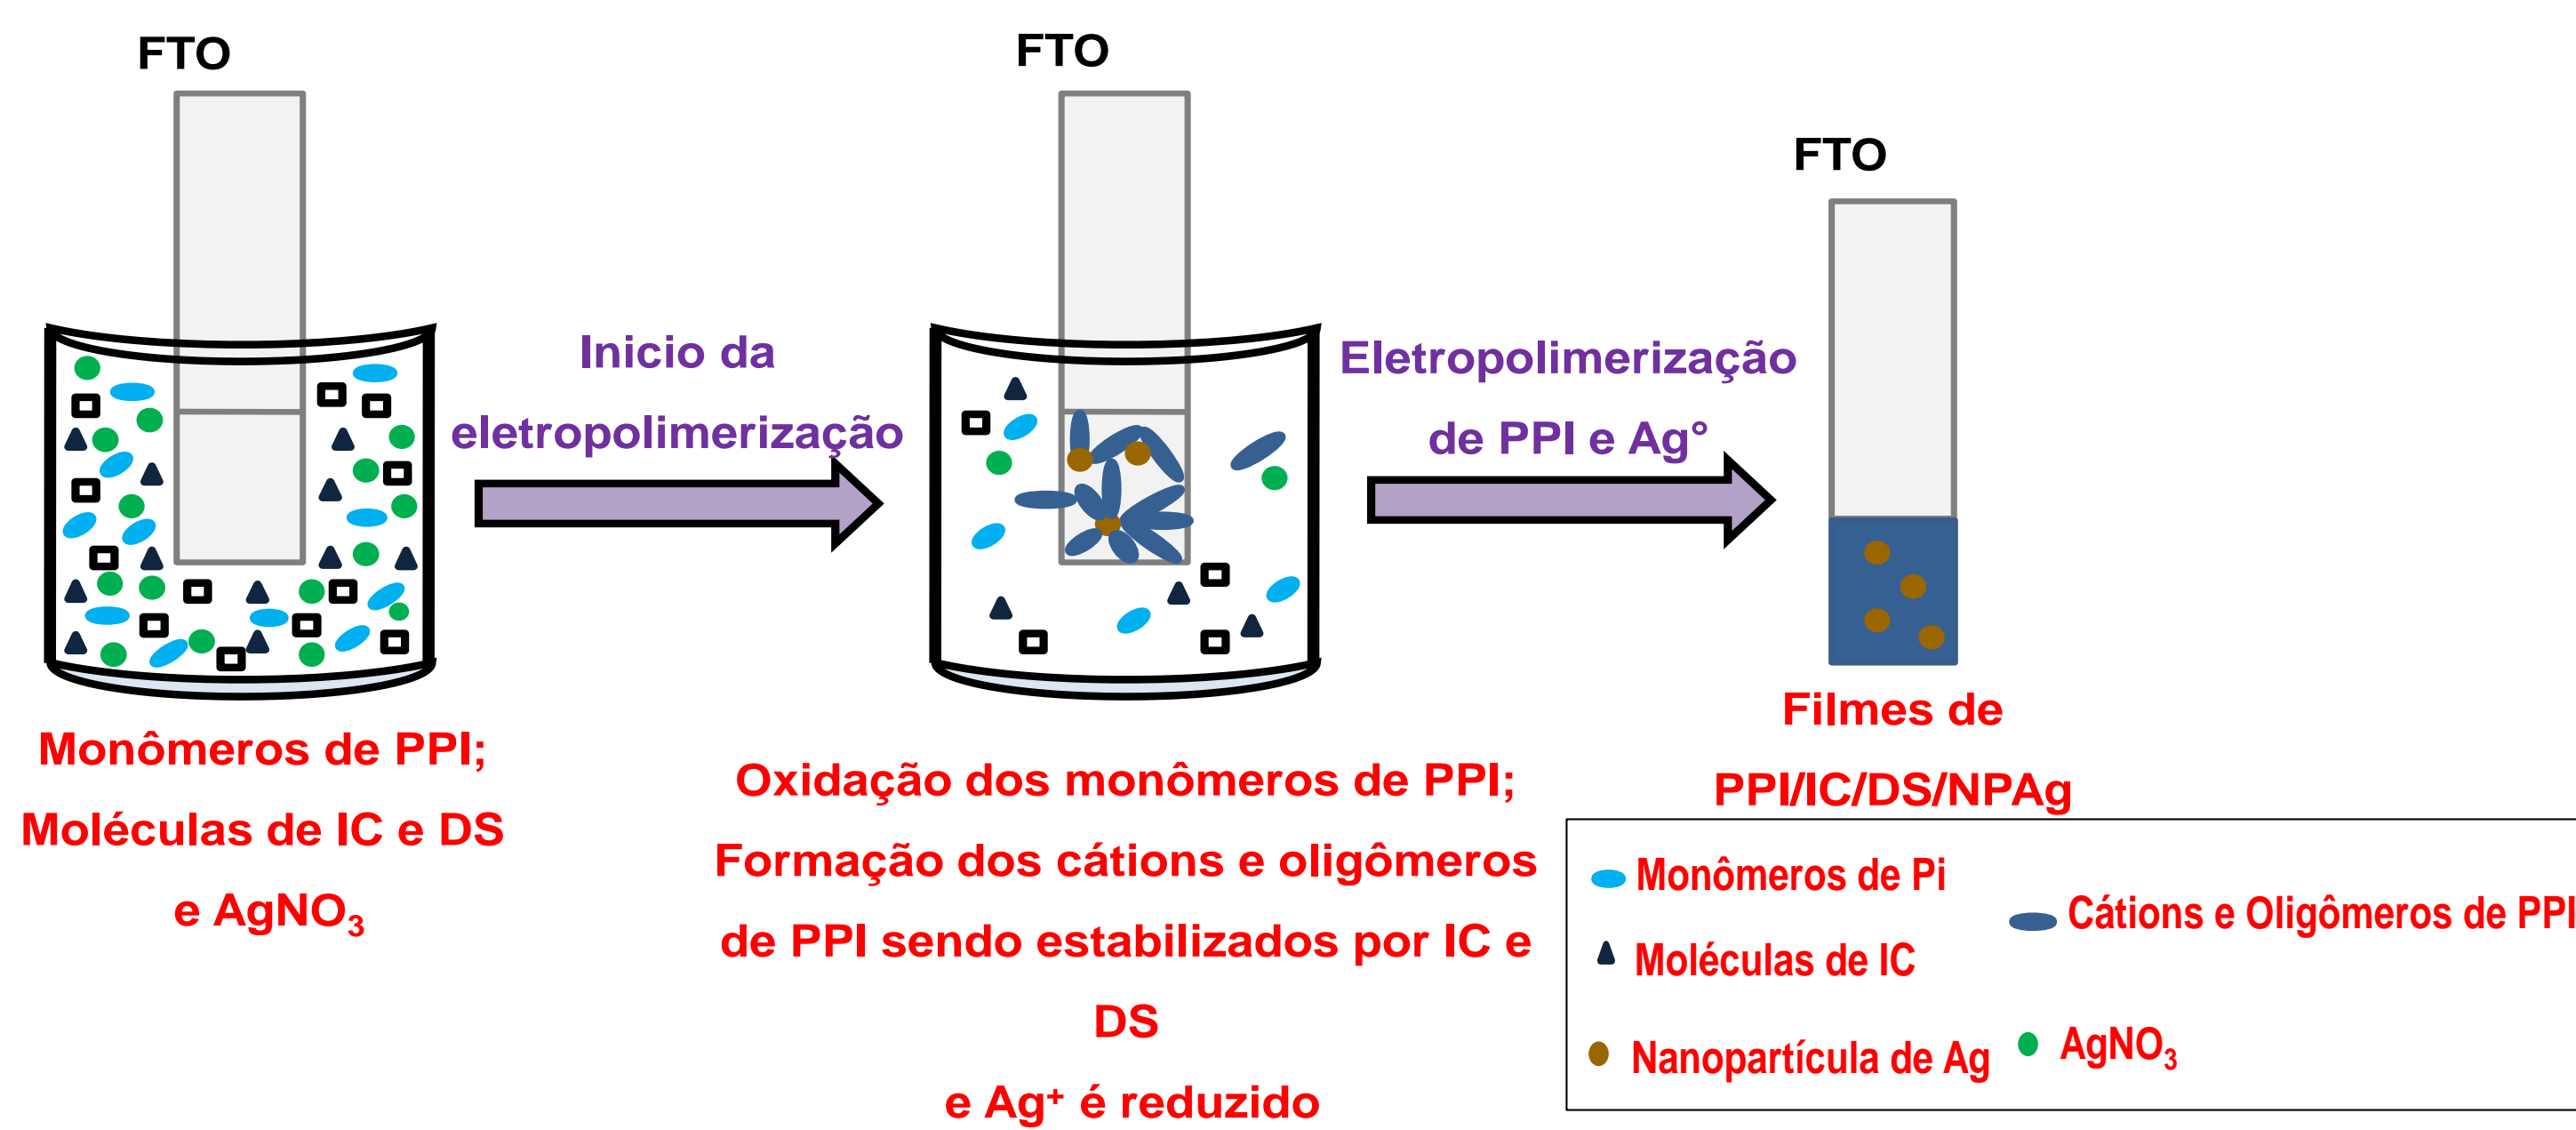 FTO
Monômeros de PPI;
Moléculas de IC e DS
e AgNO₃
Inicio da
eletropolimerização
FTO
Oxidação dos monômeros de PPI;
Formação dos cátions e oligômeros
de PPI sendo estabilizados por IC e
DS
e Ag⁺ é reduzido
Eletropolimerização
de PPI e Ag°
FTO
Filmes de
PPI/IC/DS/NPAg
Monômeros de Pi
Cátions e Oligômeros de PPI
Moléculas de IC
Nanopartícula de Ag
AgNO₃